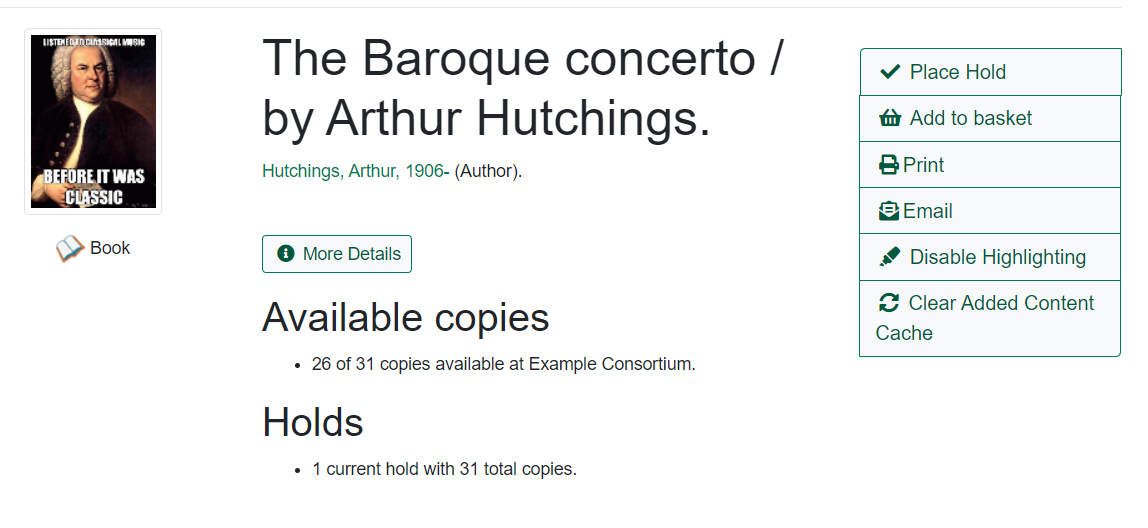 LISTENED TO CLASSICAL MUSIC
BEFORE IT WAS
CLASSIC
Book
The Baroque concerto /
by Arthur Hutchings.
Hutchings, Arthur, 1906- (Author).
More Details
Available copies
• 26 of 31 copies available at Example Consortium.
Holds
• 1 current hold with 31 total copies.
Place Hold
Add to basket
Print
Email
Disable Highlighting
Clear Added Content
Cache